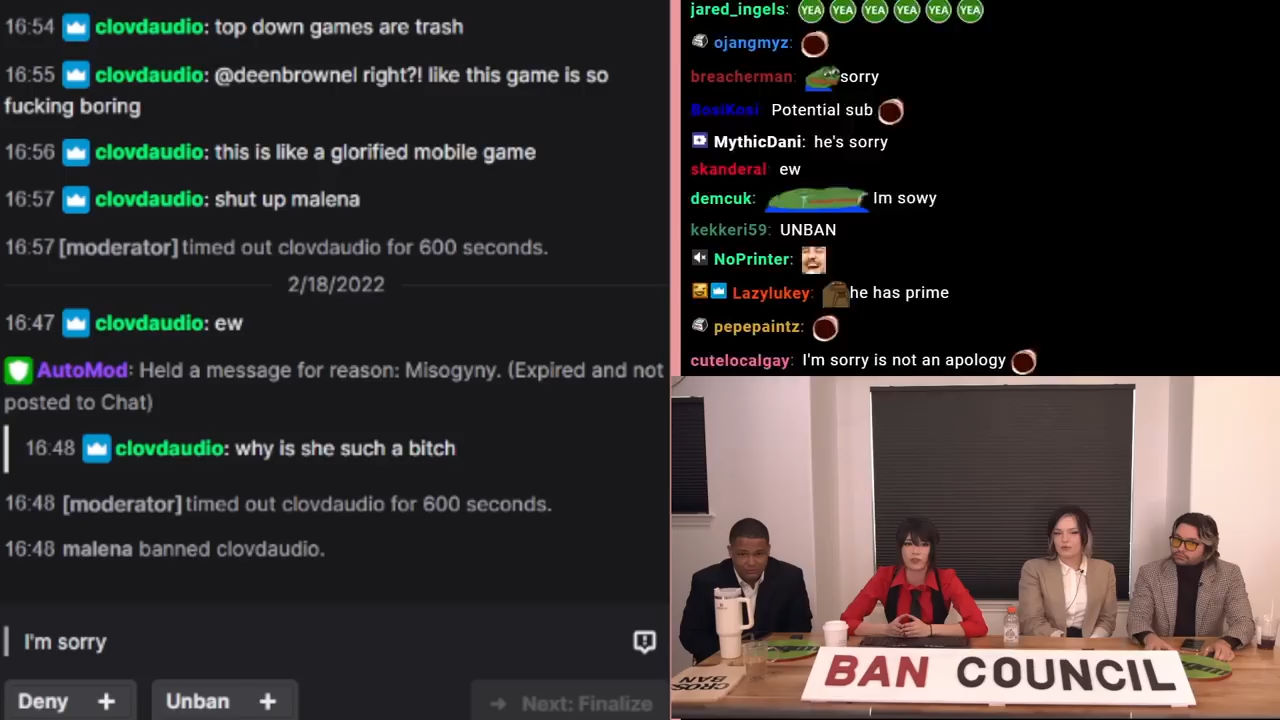 16:54 clovdaudio: top down games are trash
16:55 clovdaudio: @deenbrownel right?! like this game is so
fucking boring
16:56 clovdaudio: this is like a glorified mobile game
16:57 clovdaudio: shut up malena
16:57 [moderator] timed out clovdaudio for 600 seconds.
2/18/2022
16:47 clovdaudio: ew
AutoMod: Held a message for reason: Misogyny. (Expired and not
posted to Chat)
16:48 clovdaudio: why is she such a bitch
16:48 [moderator] timed out clovdaudio for 600 seconds.
16:48 malena banned clovdaudio.
I'm sorry
Deny +
Unban +
→ Next: Finalize
jared_ingels: YEA YEA YEA YEA YEA YEA
ojangmyz:
breacherman: sorry
BosiKosi: Potential sub
MythicDani: he's sorry
skanderal: ew
demcuk: Im sowy
kekkeri59: UNBAN
NoPrinter:
Lazylukey: he has prime
pepepaintz:
cutelocalgay: I'm sorry is not an apology
BAN COUNCIL
CROSS
BAN